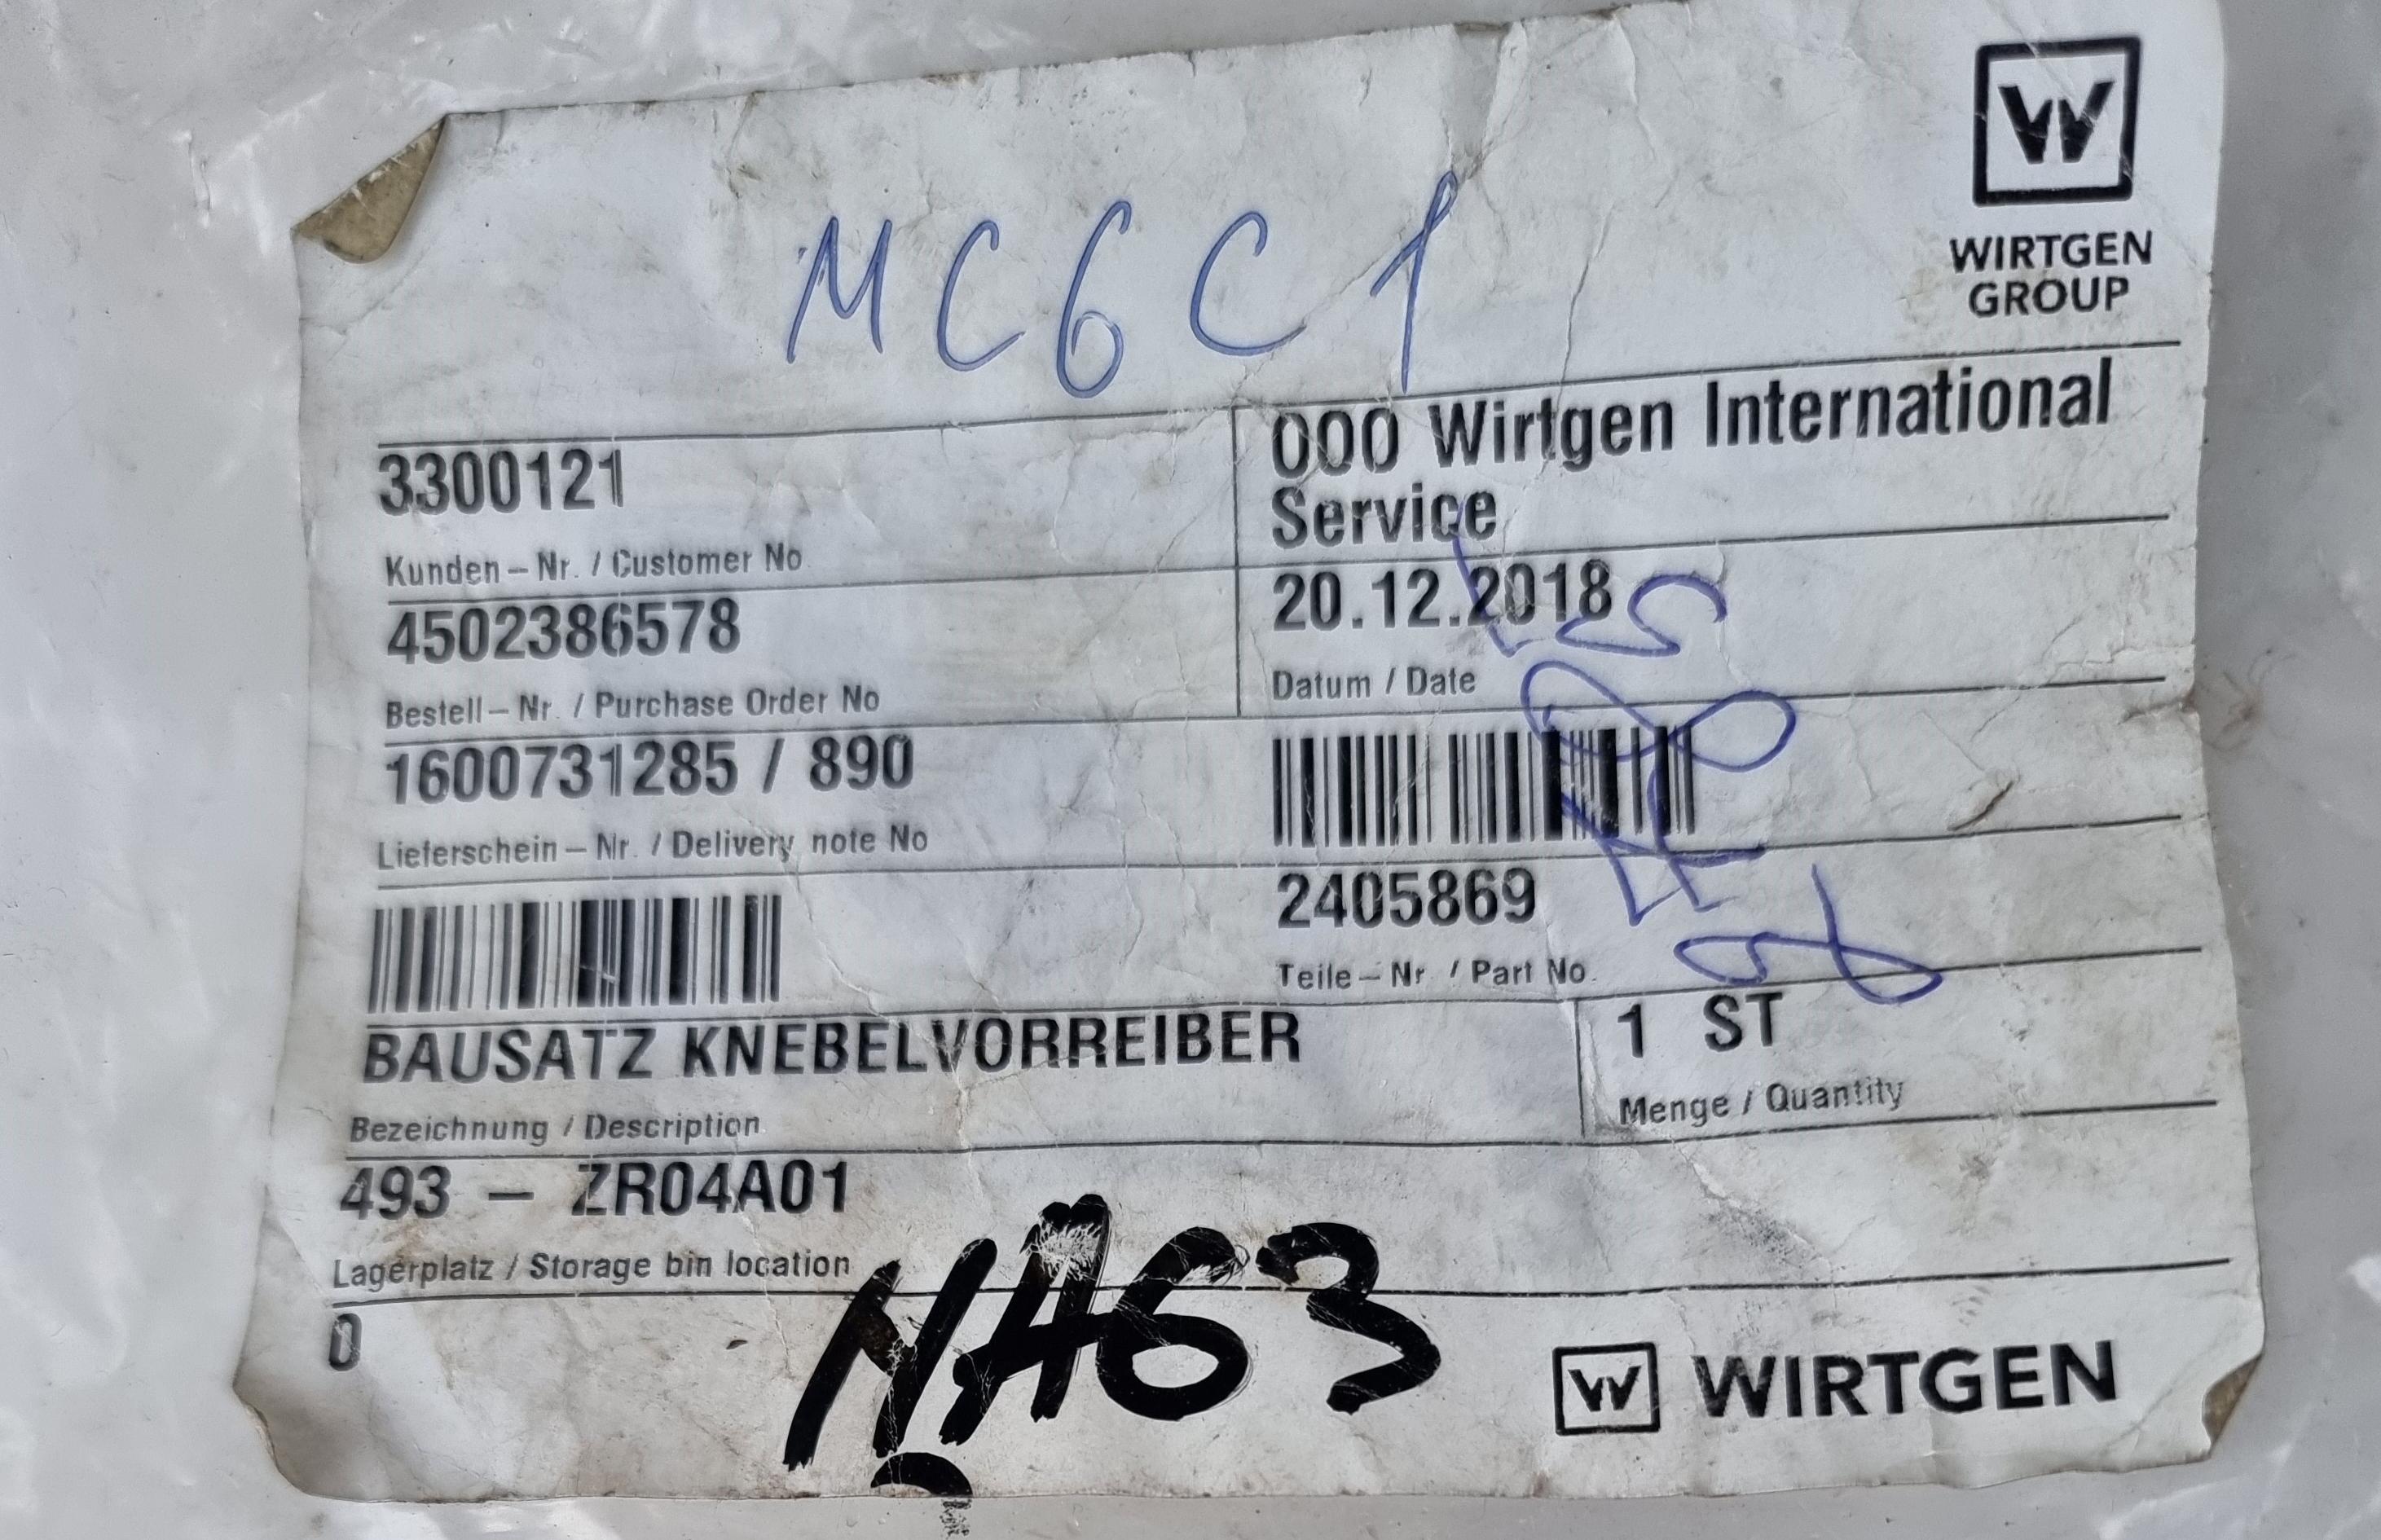 MC6C1
WIRTGEN
GROUP
3300121
Kunden-Nr. / Customer No
OOO Wirtgen International
Service
4502386578
Bestell-Nr. / Purchase Order No
20.12.2018
Datum / Date
1600731285 / 890
Lieferschein-Nr. / Delivery note No
2405869
Teile-Nr / Part No.
BAUSATZ KNEBELVORREIBER
Bezeichnung / Description
1 ST
Menge / Quantity
493 - ZR04A01
Lagerplatz / Storage bin location
0
WIRTGEN